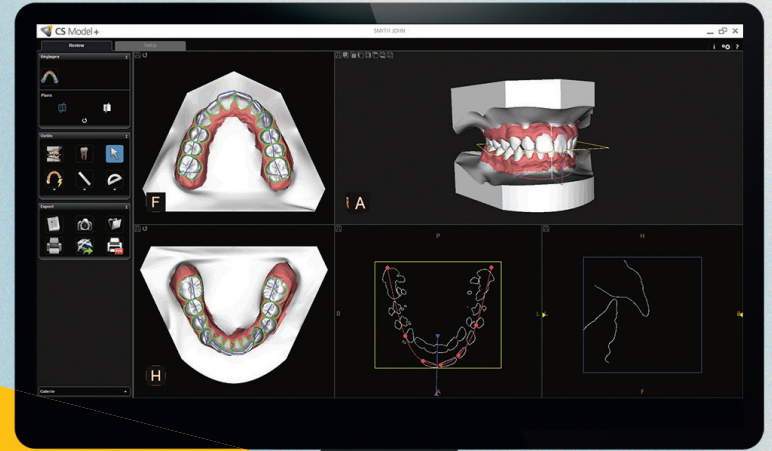 CS Model+
SMITH JOHN
Review
Setup
i
?
Réglages
Plans
Outils
Export
Galerie
F
A
H
P
R
L
A
H
F